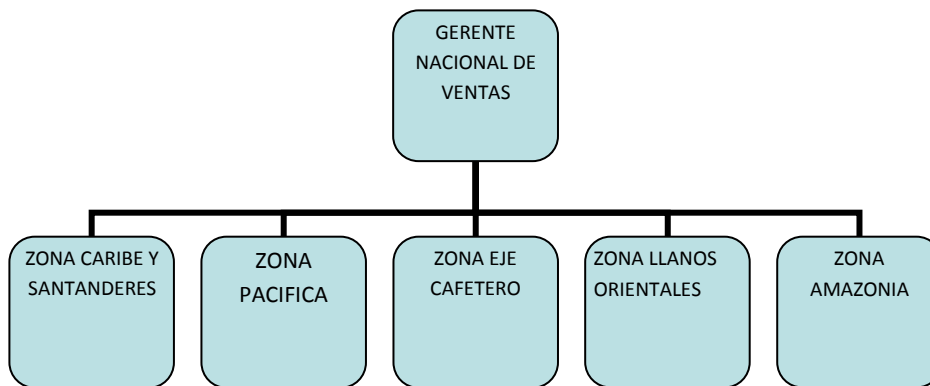 GERENTE
NACIONAL DE
VENTAS
ZONA CARIBE Y
SANTANDERES
ZONA
PACIFICA
ZONA EJE
CAFETERO
ZONA LLANOS
ORIENTALES
ZONA
AMAZONIA